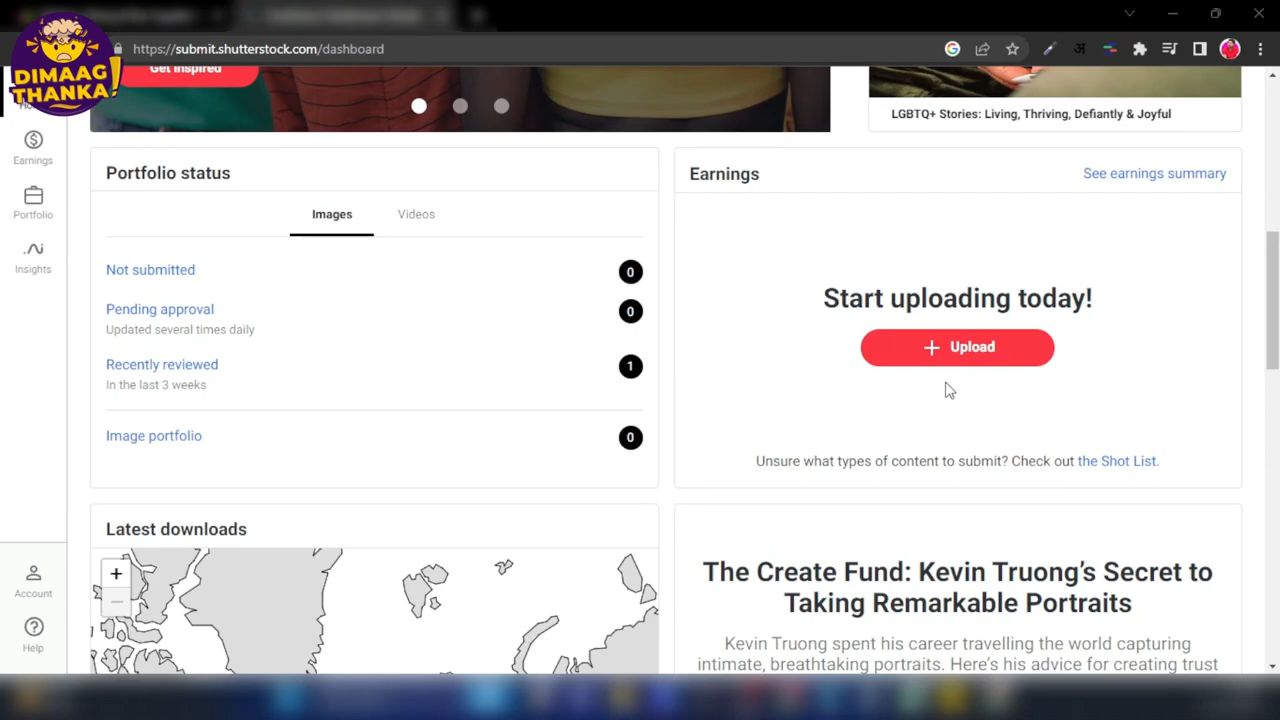 https://submit.shutterstock.com/dashboard
DIMAAG
THANKA!
Get Inspired
LGBTQ+ Stories: Living, Thriving, Defiantly & Joyful
Earnings
Portfolio
Insights
Account
Help
Portfolio status
Images
Videos
Not submitted
0
Pending approval
0
Updated several times daily
Recently reviewed
1
In the last 3 weeks
Image portfolio
0
Earnings
See earnings summary
Start uploading today!
+ Upload
Unsure what types of content to submit? Check out the Shot List.
Latest downloads
+
−
The Create Fund: Kevin Truong’s Secret to
Taking Remarkable Portraits
Kevin Truong spent his career travelling the world capturing
intimate, breathtaking portraits. Here’s his advice for creating trust